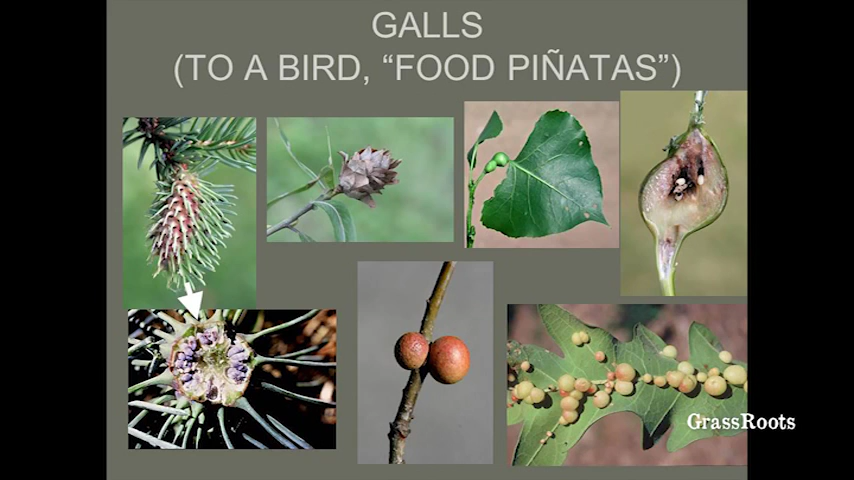 GALLS
(TO A BIRD, “FOOD PIÑATAS”)
GrassRoots